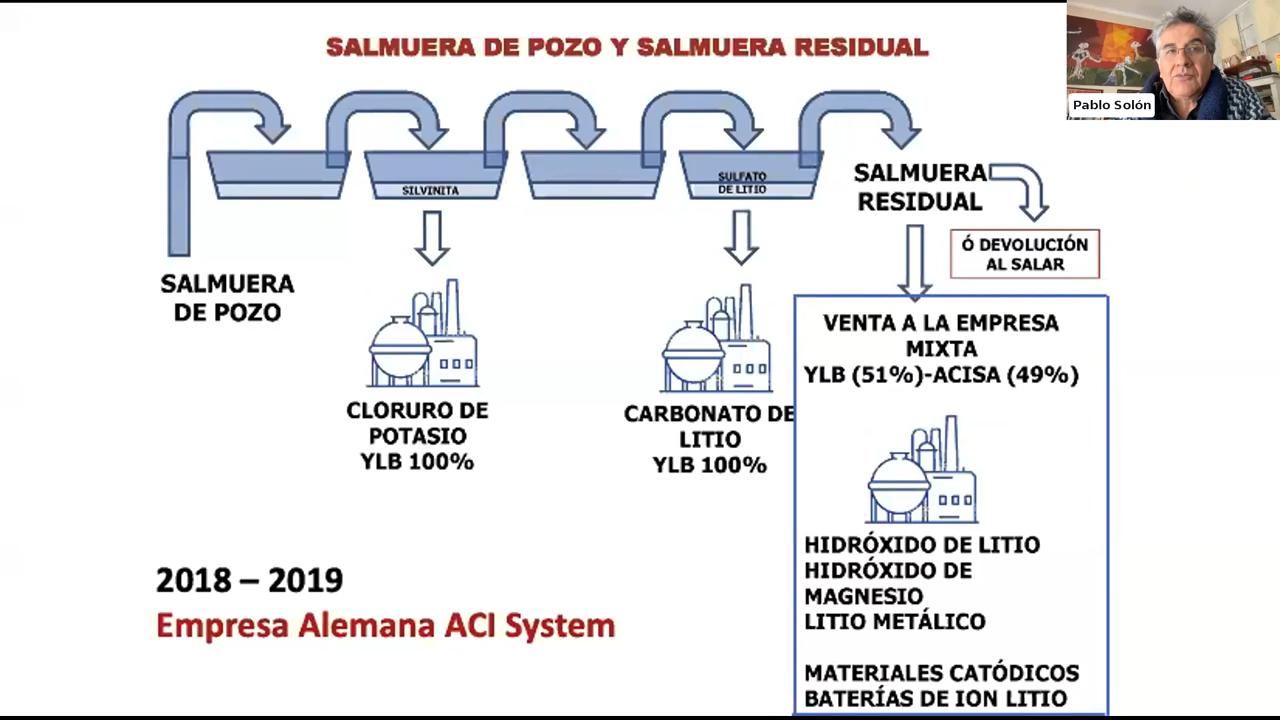 SALMUERA DE POZO Y SALMUERA RESIDUAL
Pablo Solón
SILVINITA
SULFATO
DE LITIO
SALMUERA
RESIDUAL
Ó DEVOLUCIÓN
AL SALAR
SALMUERA
DE POZO
CLORURO DE
POTASIO
YLB 100%
CARBONATO DE
LITIO
YLB 100%
VENTA A LA EMPRESA
MIXTA
YLB (51%)-ACISA (49%)
HIDRÓXIDO DE LITIO
HIDRÓXIDO DE
MAGNESIO
LITIO METÁLICO
MATERIALES CATÓDICOS
BATERÍAS DE ION LITIO
2018 – 2019
Empresa Alemana ACI System